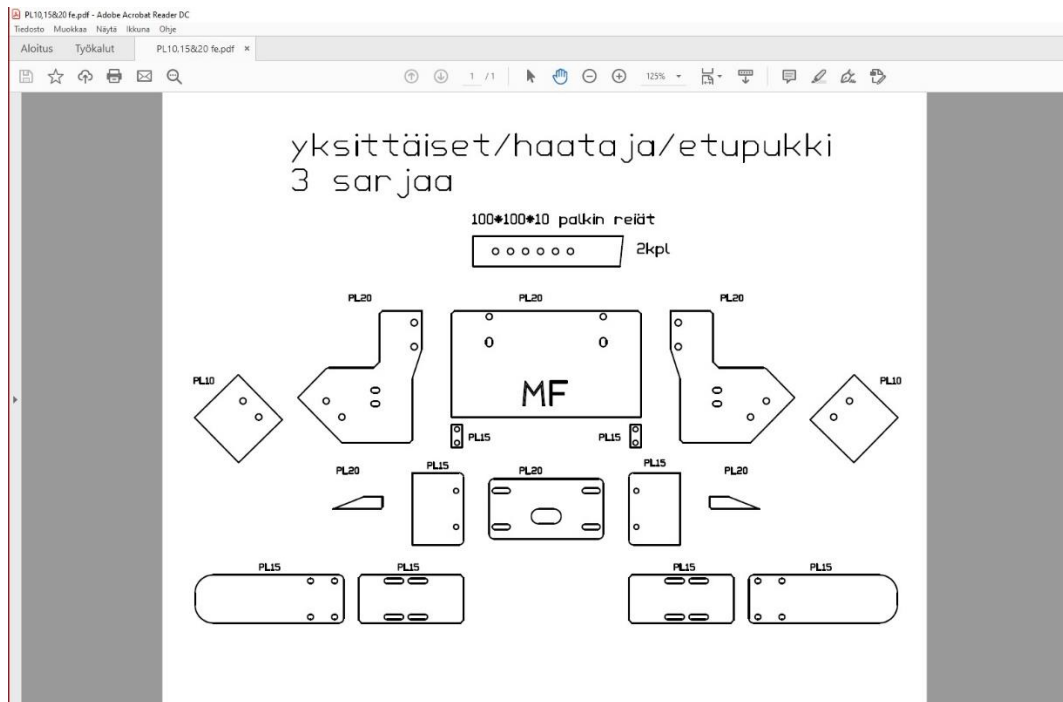 PL10,15&20 fe.pdf - Adobe Acrobat Reader DC
Tiedosto Muokkaa Näytä Ikkuna Ohje
Aloitus Työkalut PL10,15&20 fe.pdf ×
1 /1 125%
yksittäiset/haataja/etupukki
3 sarjaa
100*100*10 palkin reiät
2kpl
PL20 PL20 PL20
PL10 PL10
MF
PL15 PL15
PL20 PL15 PL20 PL15 PL20
PL15 PL15 PL15 PL15